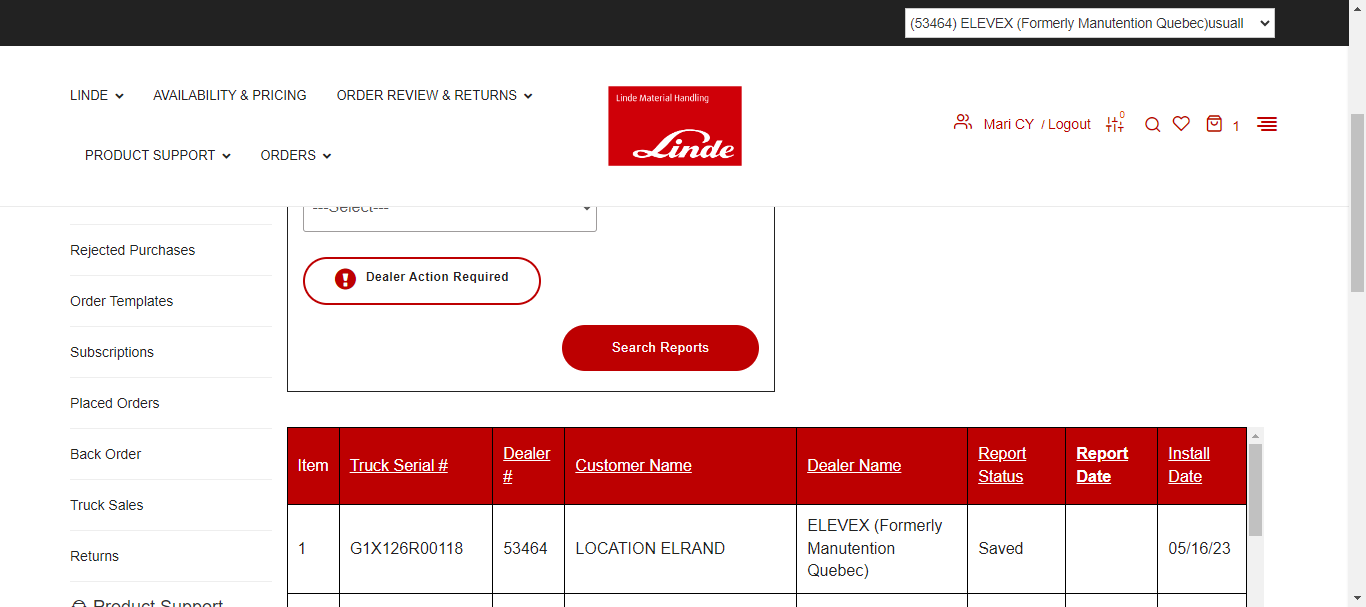 (53464) ELEVEX (Formerly Manutention Quebec)usuall
LINDE
AVAILABILITY & PRICING
ORDER REVIEW & RETURNS
PRODUCT SUPPORT
ORDERS
Linde Material Handling
Linde
Mari CY / Logout
0
1
---Select---
Rejected Purchases
Order Templates
Subscriptions
Placed Orders
Back Order
Truck Sales
Returns
Product Support
Dealer Action Required
Search Reports
Item
Truck Serial #
Dealer
#
Customer Name
Dealer Name
Report
Status
Report
Date
Install
Date
1
G1X126R00118
53464
LOCATION ELRAND
ELEVEX (Formerly
Manutention
Quebec)
Saved
05/16/23